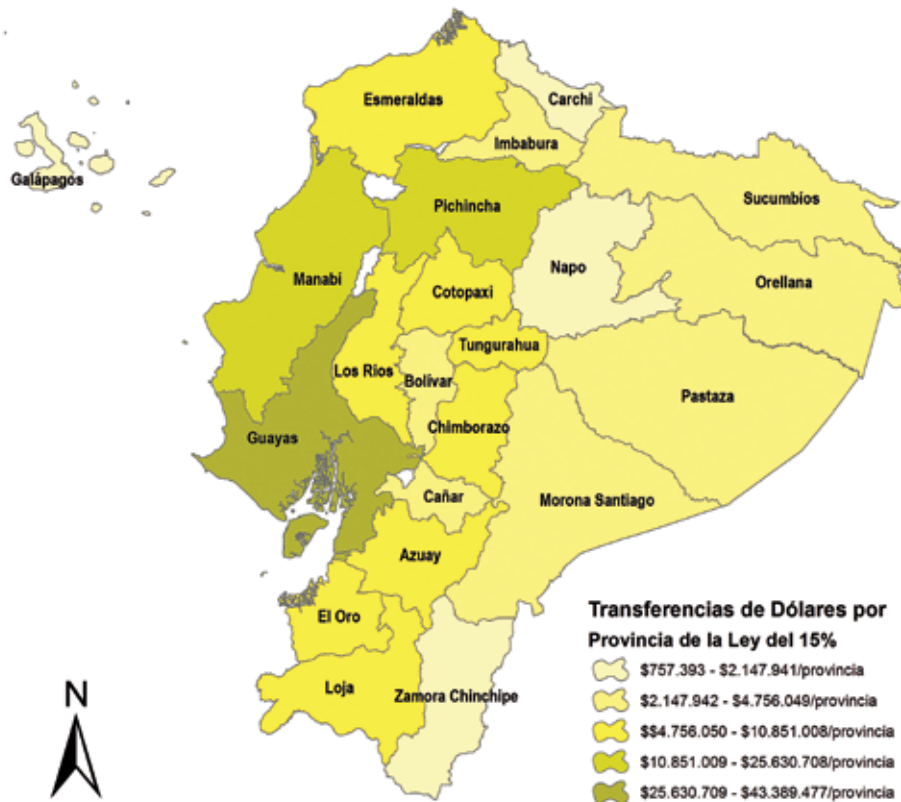 Esmeraldas
Carchi
Imbabura
Galápagos
Sucumbios
Pichincha
Napo
Manabí
Orellana
Cotopaxi
Tungurahua
Los Ríos
Bolívar
Pastaza
Chimborazo
Guayas
Cañar
Morona Santiago
Azuay
El Oro
Loja
Zamora Chinchipe
N
Transferencias de Dólares por
Provincia de la Ley del 15%
$757.393 - $2.147.941/provincia
$2.147.942 - $4.756.049/provincia
$$4.756.050 - $10.851.008/provincia
$10.851.009 - $25.630.708/provincia
$25.630.709 - $43.389.477/provincia